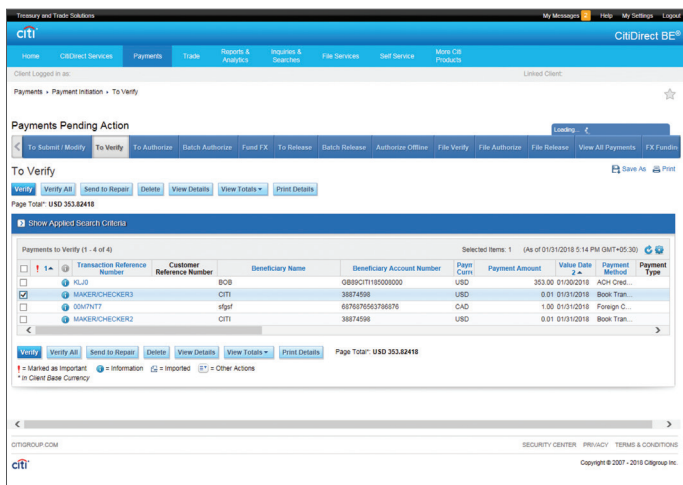 Treasury and Trade Solutions My Messages 2 Help My Settings Logout
citi CitiDirect BE®
Home CitiDirect Services Payments Trade Reports & Analytics Inquiries & Searches File Services Self Service More Citi Products
Client Logged in as: Linked Client:
Payments › Payment Initiation › To Verify
Payments Pending Action
Loading...
To Submit / Modify To Verify To Authorize Batch Authorize Fund FX To Release Batch Release Authorize Offline File Verify File Authorize File Release View All Payments FX Fundin
To Verify Save As Print
Verify Verify All Send to Repair Delete View Details View Totals Print Details
Page Total*: USD 353.82418
Show Applied Search Criteria
Payments to Verify (1 - 4 of 4) Selected Items: 1 (As of 01/31/2018 5:14 PM GMT+05:30)
! 1 Transaction Reference Number Customer Reference Number Beneficiary Name Beneficiary Account Number Paym Curre Payment Amount Value Date 2 Payment Method Payment Type
KLJ0 BOB GB89CITI185008000 USD 353.00 01/30/2018 ACH Cred...
MAKER/CHECKER3 CITI 38874598 USD 0.01 01/31/2018 Book Tran...
00M7NT7 sfgsf 6876876563786876 CAD 1.00 01/31/2018 Foreign C...
MAKER/CHECKER2 CITI 38874598 USD 0.01 01/31/2018 Book Tran...
Verify Verify All Send to Repair Delete View Details View Totals Print Details Page Total*: USD 353.82418
! = Marked as Important = Information = Imported = Other Actions
* In Client Base Currency
CITIGROUP.COM SECURITY CENTER PRIVACY TERMS & CONDITIONS
citi Copyright © 2007 - 2018 Citigroup Inc.